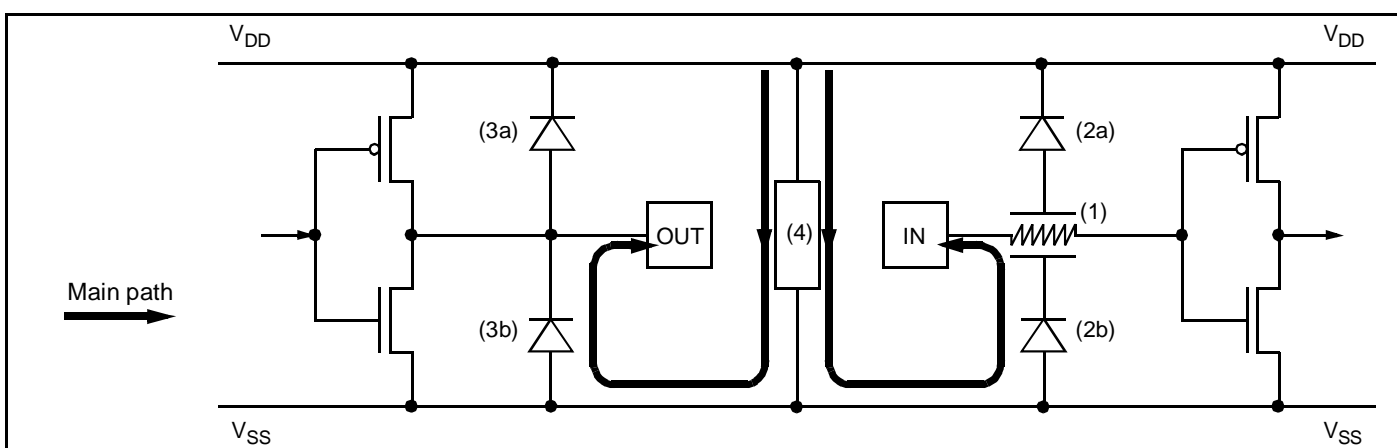 VDD
VDD
(3a)
(2a)
(1)
OUT
(4)
IN
Main path
(3b)
(2b)
VSS
VSS